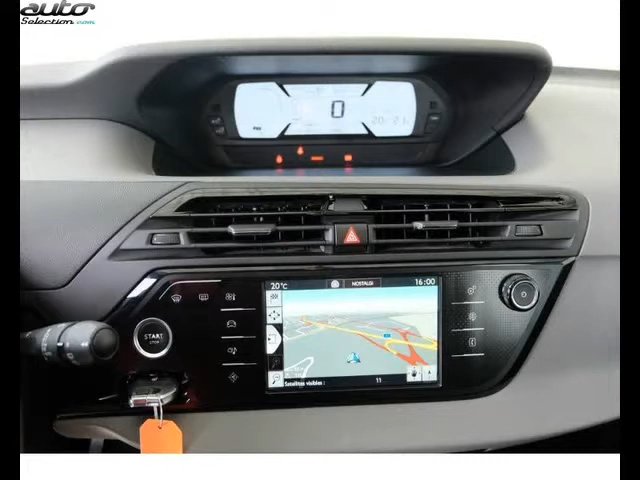 auto
Selection.com
0
20°C NOSTALGI 16:00
START
STOP
Satellites visibles : 11